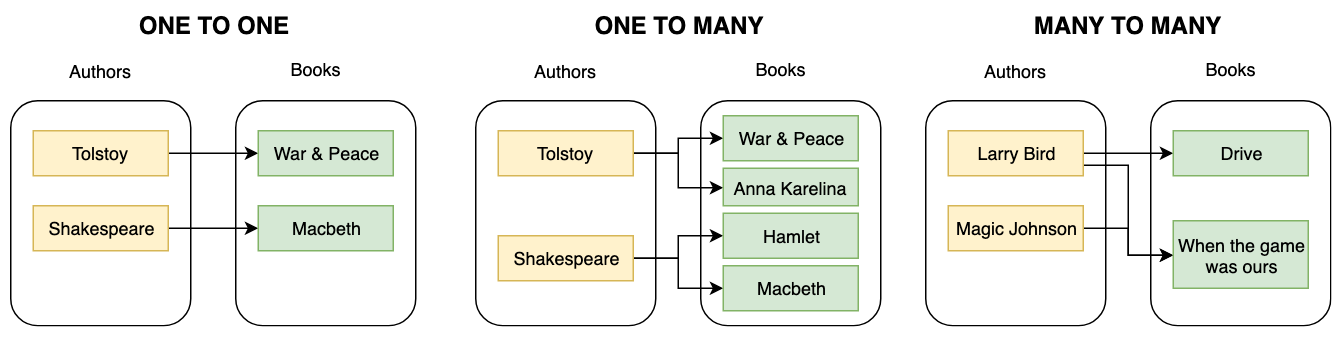 ONE TO ONE
Authors
Books
Tolstoy
War & Peace
Shakespeare
Macbeth
ONE TO MANY
Authors
Books
Tolstoy
War & Peace
Anna Karelina
Shakespeare
Hamlet
Macbeth
MANY TO MANY
Authors
Books
Larry Bird
Drive
Magic Johnson
When the game
was ours